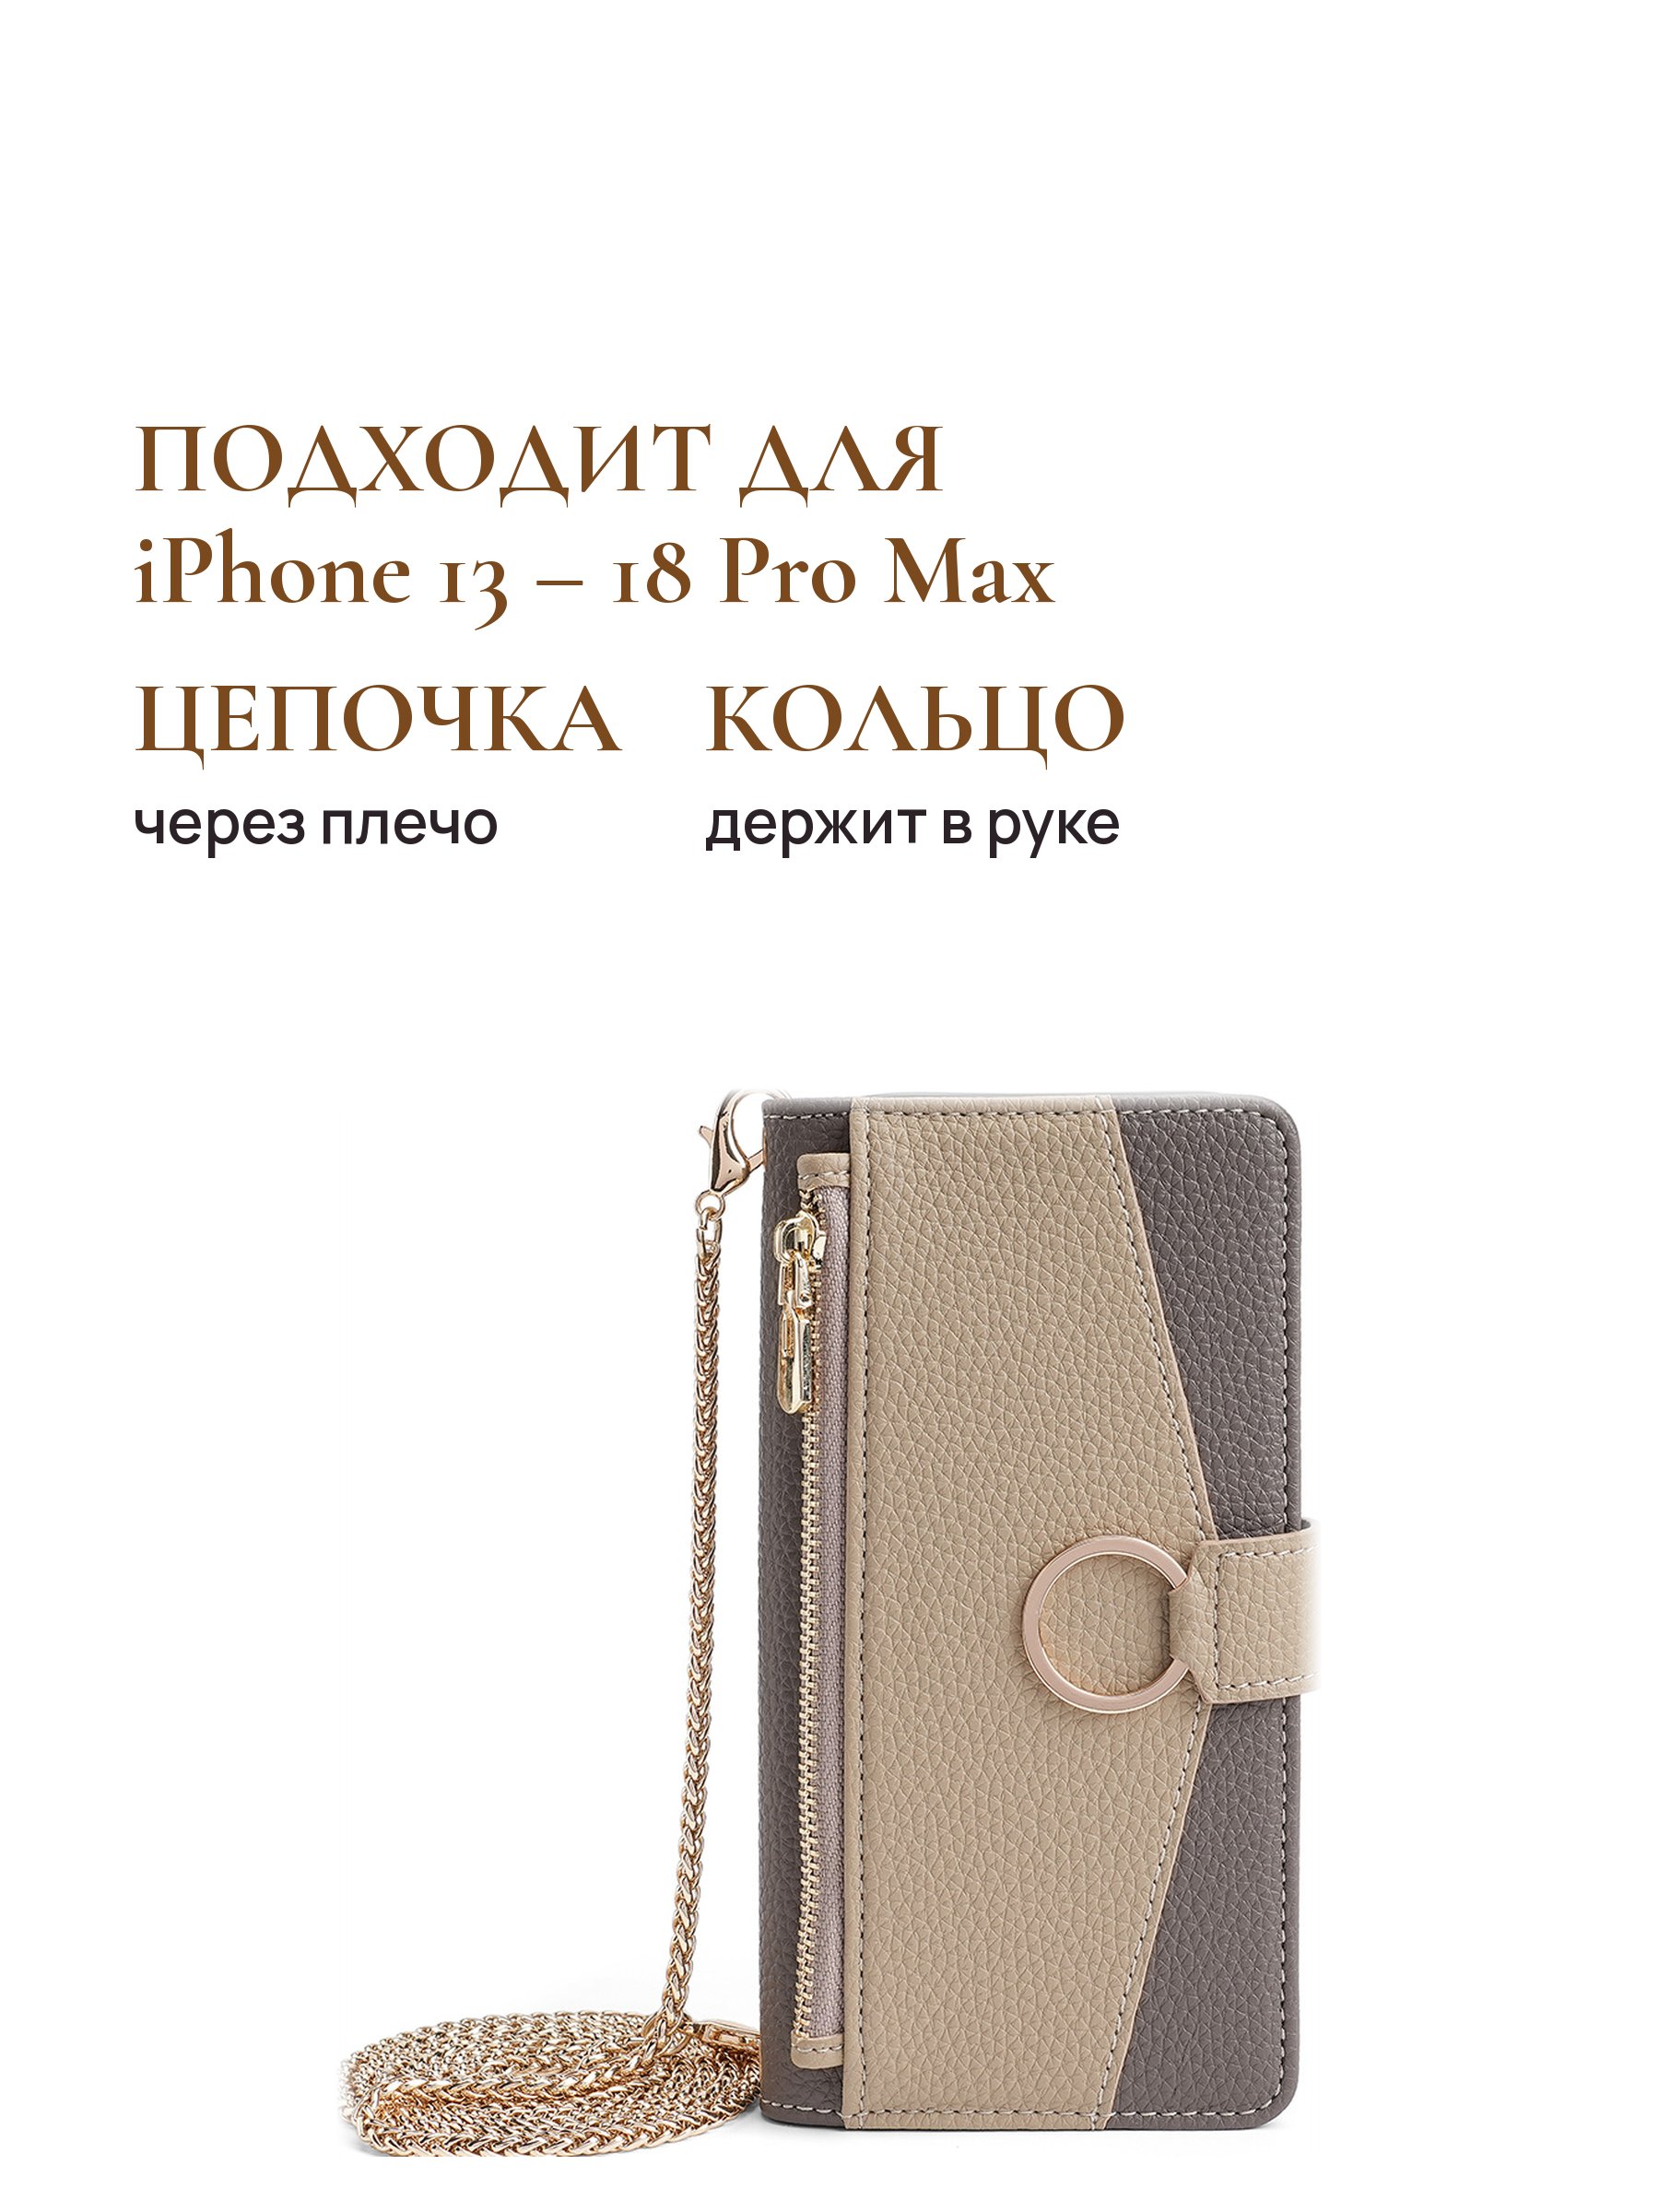 ПОДХОДИТ ДЛЯ
iPhone 13 – 18 Pro Max
ЦЕПОЧКА КОЛЬЦО
через плечо держит в руке